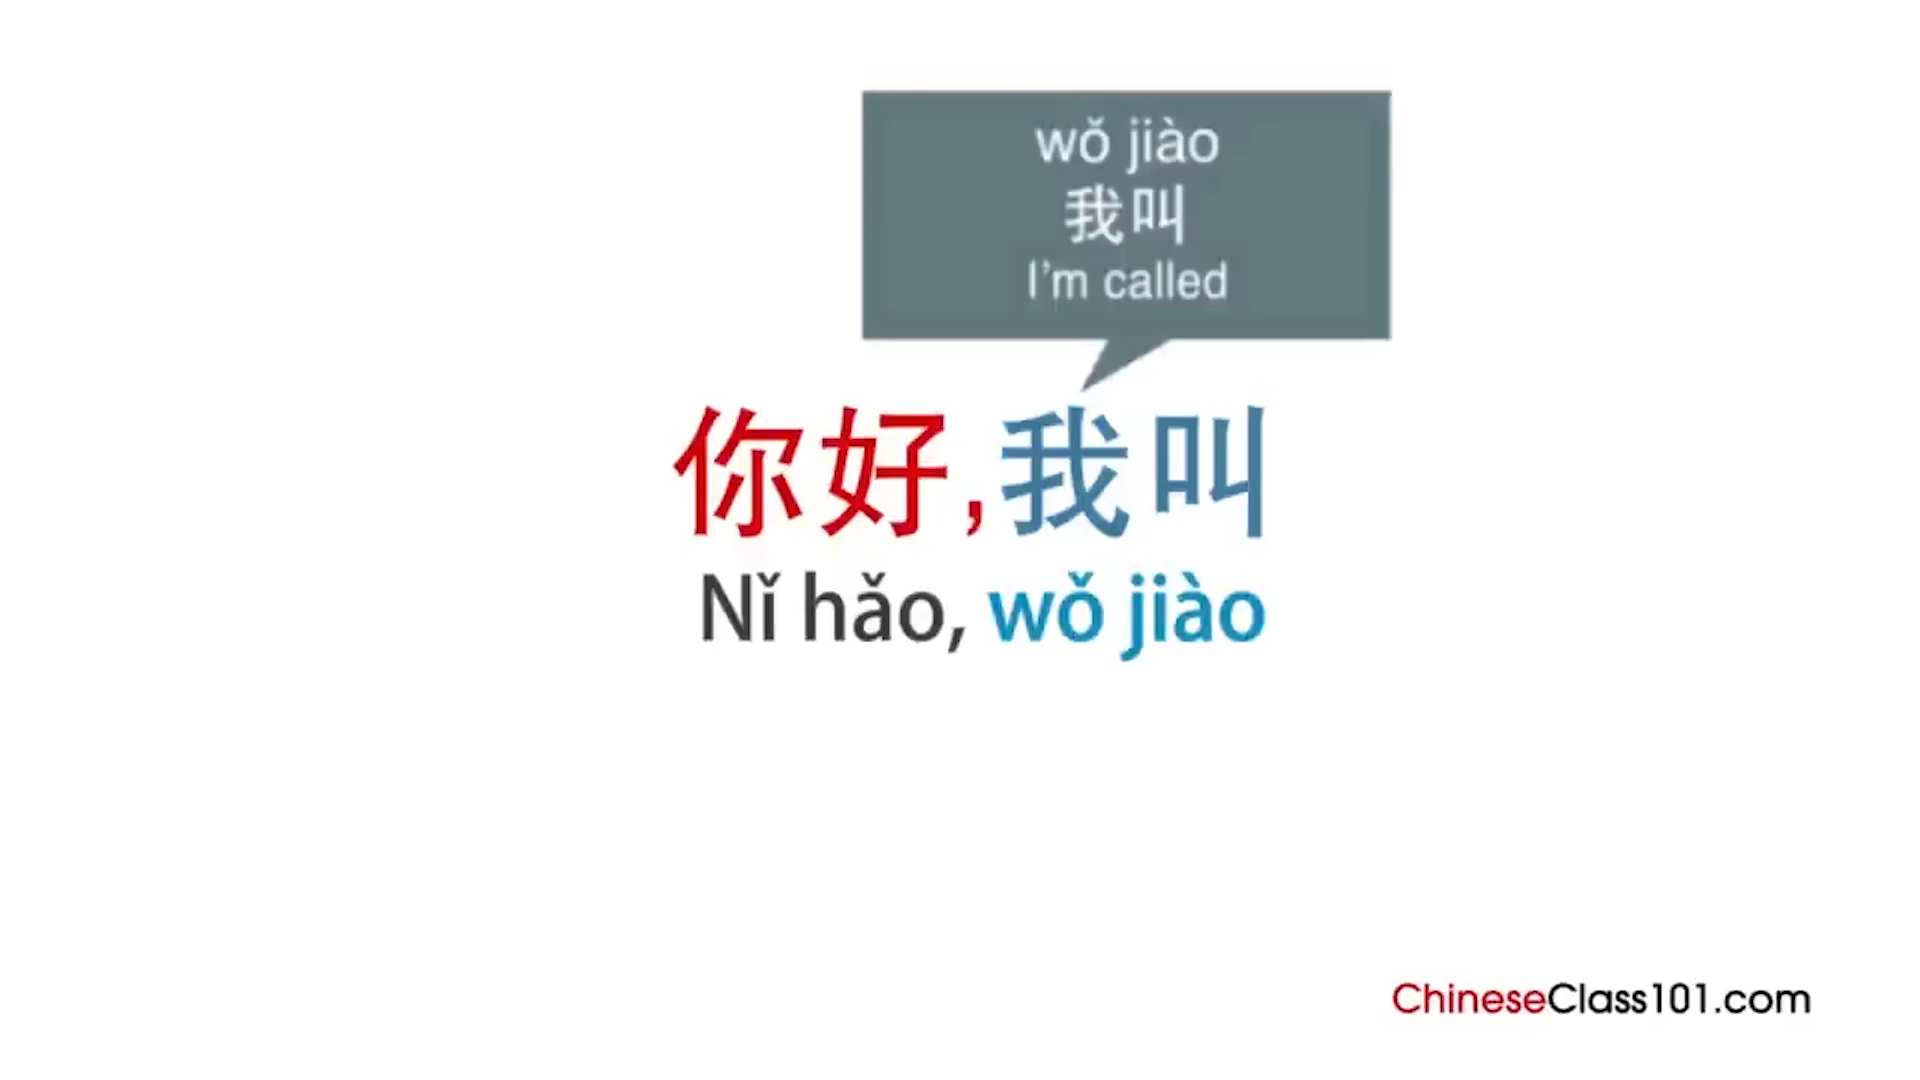 wǒ jiào
我叫
I'm called
你好,我叫
Nǐ hǎo, wǒ jiào
ChineseClass101.com